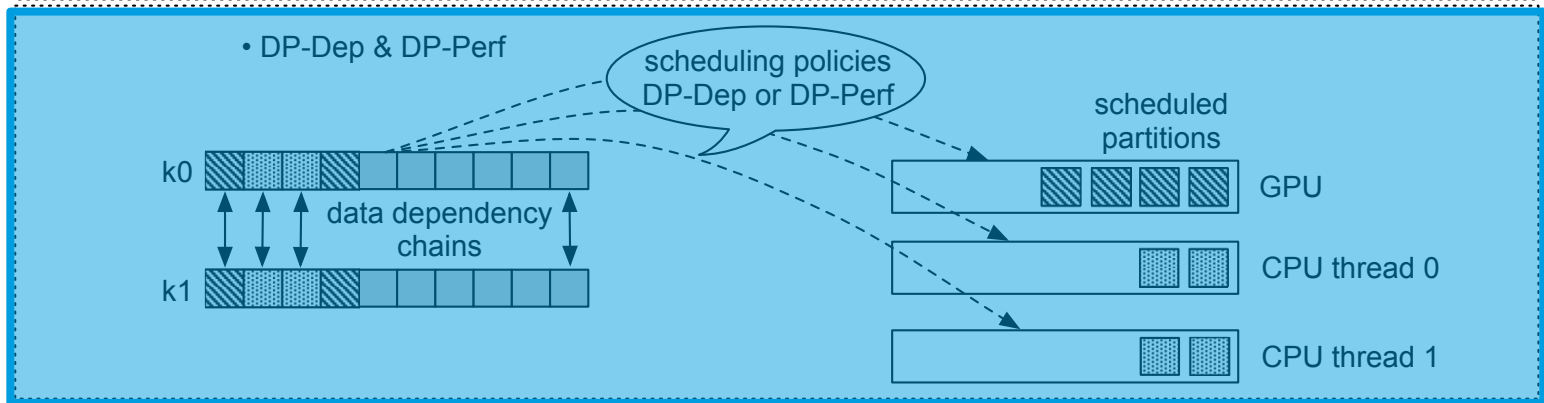 • DP-Dep & DP-Perf
scheduling policies
DP-Dep or DP-Perf
scheduled
partitions
k0
GPU
data dependency
chains
k1
CPU thread 0
CPU thread 1